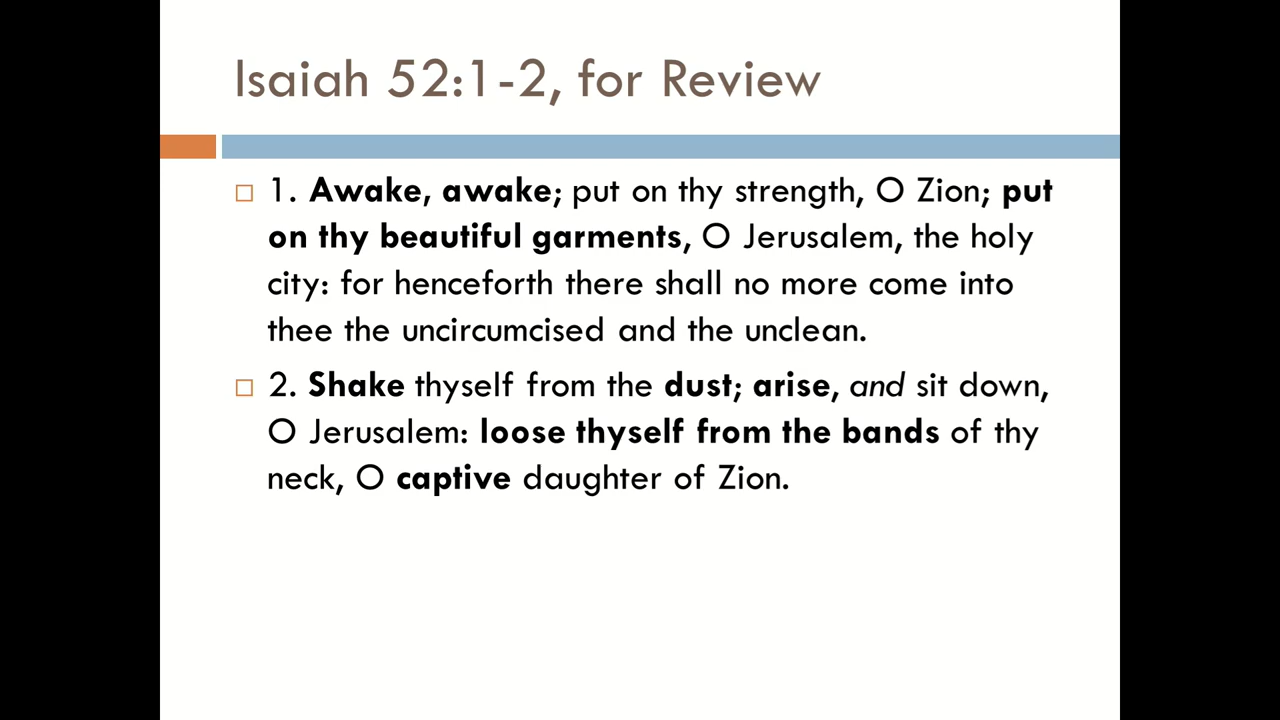 Isaiah 52:1-2, for Review
1. Awake, awake; put on thy strength, O Zion; put
on thy beautiful garments, O Jerusalem, the holy
city: for henceforth there shall no more come into
thee the uncircumcised and the unclean.
2. Shake thyself from the dust; arise, and sit down,
O Jerusalem: loose thyself from the bands of thy
neck, O captive daughter of Zion.